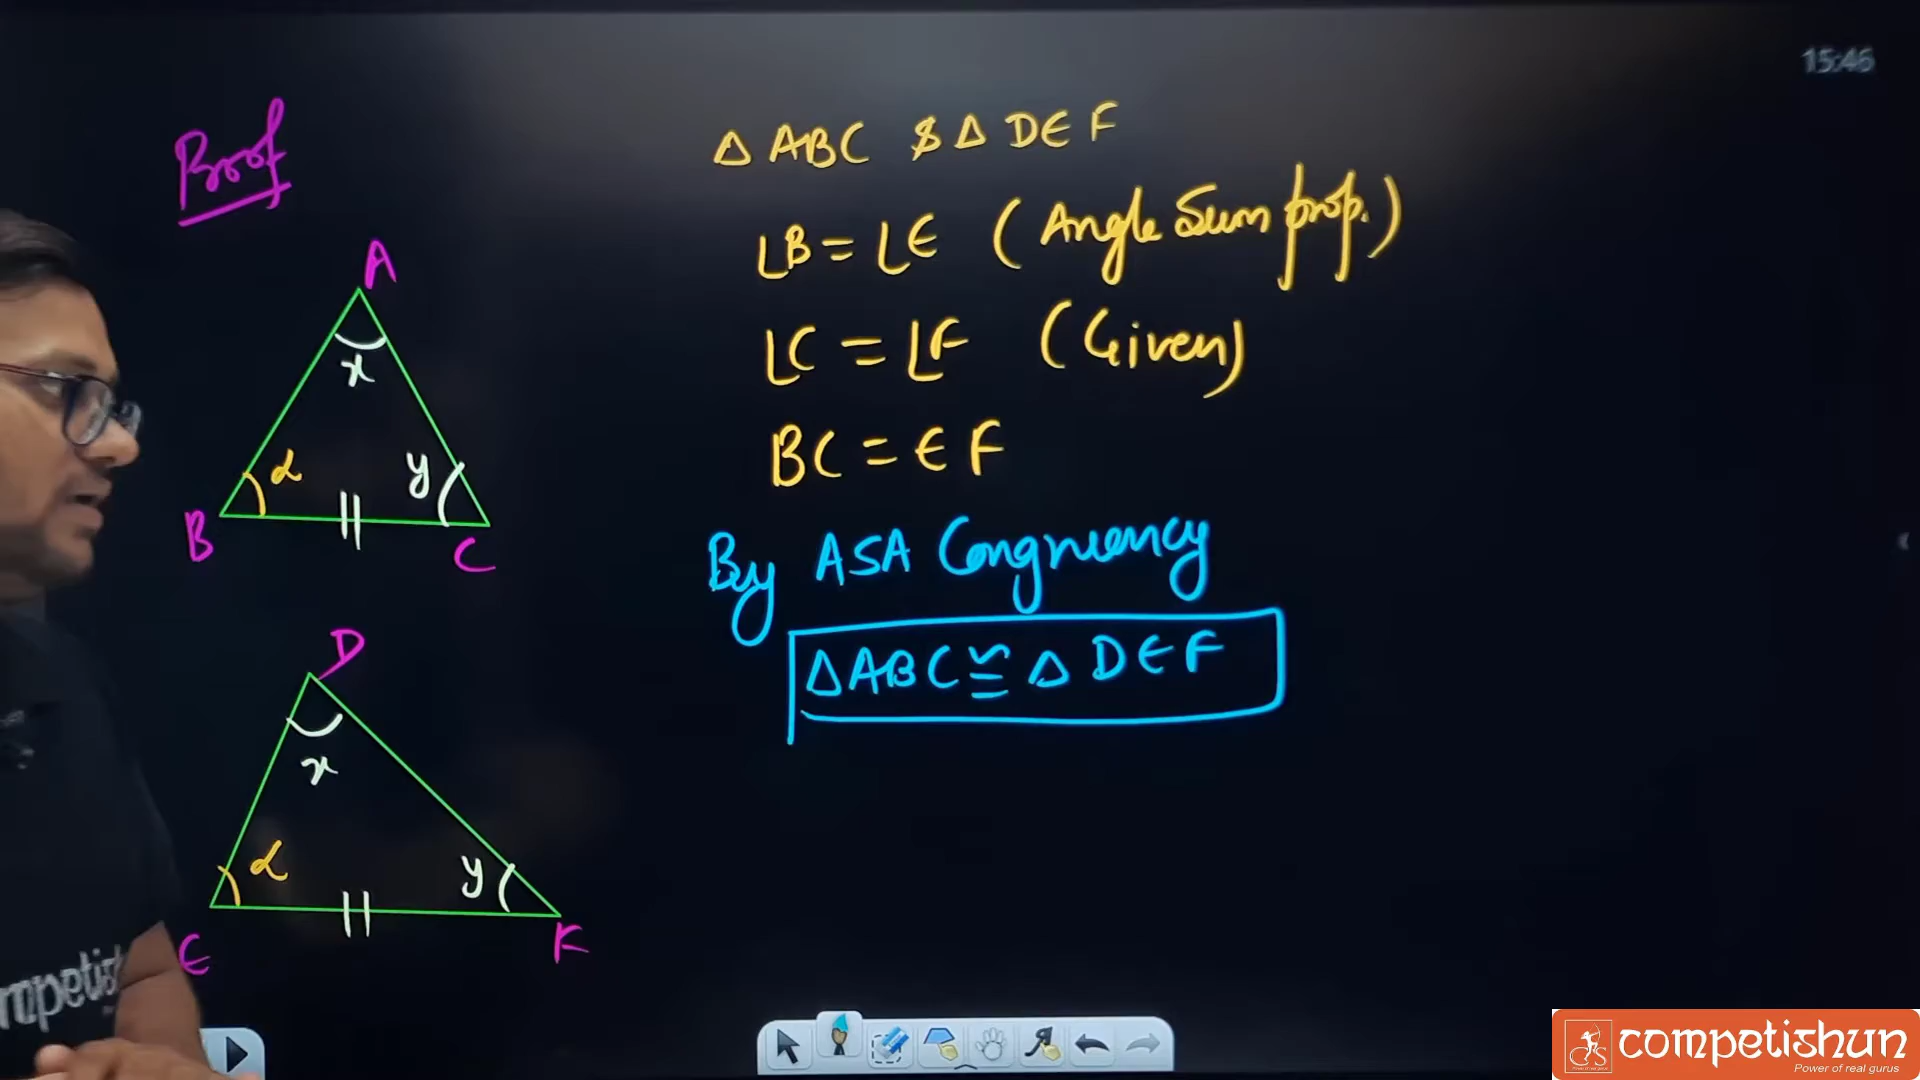 15:46
Proof
△ ABC & △ DEF
∠B = ∠E (Angle Sum prop.)
∠C = ∠F (Given)
BC = EF
By ASA Congruency
△ABC ≅ △ DEF
A
x
α
y
B
C
D
x
α
y
E
F
competishun
Power of real gurus